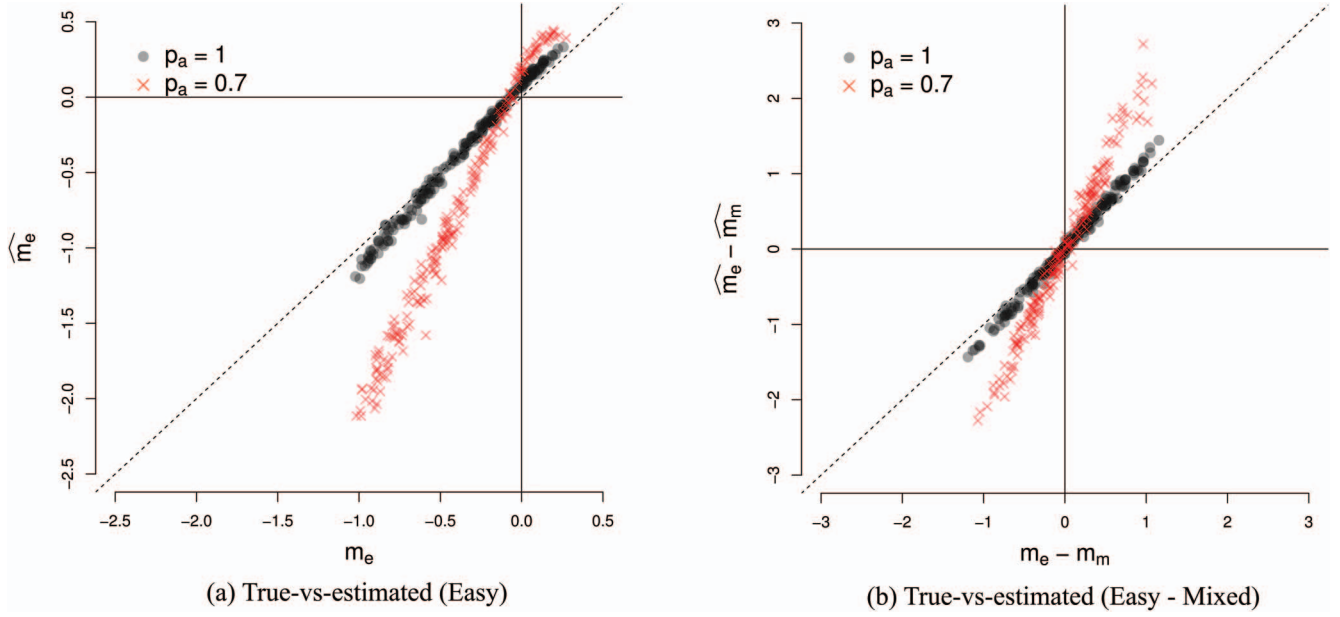 pₐ = 1
pₐ = 0.7
0.5
0.0
−0.5
−1.0
−1.5
−2.0
−2.5
m̂ₑ
−2.5 −2.0 −1.5 −1.0 −0.5 0.0 0.5
mₑ
(a) True-vs-estimated (Easy)
pₐ = 1
pₐ = 0.7
3
2
1
0
−1
−2
−3
m̂ₑ − m̂ₘ
−3 −2 −1 0 1 2 3
mₑ − mₘ
(b) True-vs-estimated (Easy - Mixed)